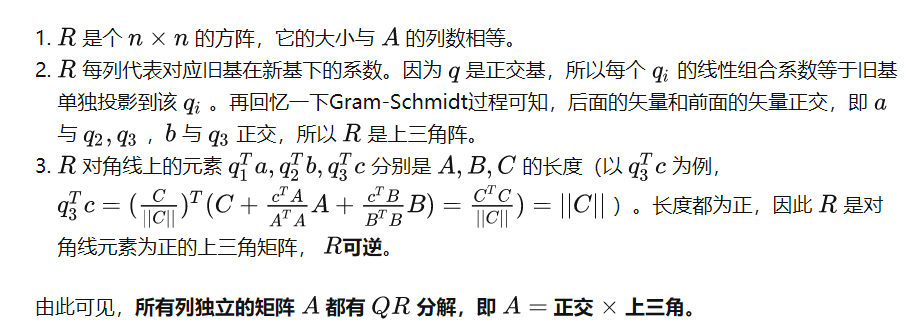 1. $R$ 是个 $n \times n$ 的方阵，它的大小与 $A$ 的列数相等。
2. $R$ 每列代表对应旧基在新基下的系数。因为 $q$ 是正交基，所以每个 $q_i$ 的线性组合系数等于旧基
单独投影到该 $q_i$ 。再回忆一下Gram-Schmidt过程可知，后面的矢量和前面的矢量正交，即 $a$
与 $q_2, q_3$ ，$b$ 与 $q_3$ 正交，所以 $R$ 是上三角阵。
3. $R$ 对角线上的元素 $q_1^T a, q_2^T b, q_3^T c$ 分别是 $A, B, C$ 的长度（以 $q_3^T c$ 为例，
$q_3^T c = (\frac{C}{||C||})^T (C + \frac{c^T A}{A^T A} A + \frac{c^T B}{B^T B} B) = \frac{C^T C}{||C||}) = ||C||$ ）。长度都为正，因此 $R$ 是对
角线元素为正的上三角矩阵， $R$可逆。
由此可见，所有列独立的矩阵 $A$ 都有 $QR$ 分解，即 $A =$ 正交 $\times$ 上三角。